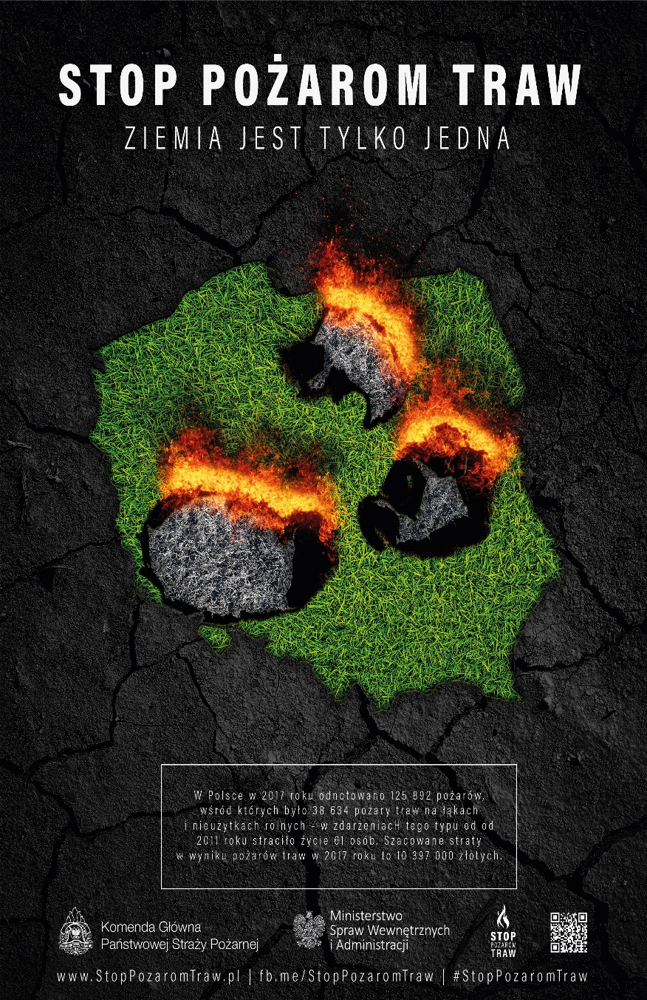 STOP POŻAROM TRAW
ZIEMIA JEST TYLKO JEDNA
W Polsce w 2017 roku odnotowano 125 892 pożarów,
wśród których było 38 634 pożary traw na łąkach
i nieużytkach rolnych - w zdarzeniacH tego typu od od
2011 roku straciło życie 61 osób. Szacowane straty
w wyniku pożarów traw w 2017 roku to 10 397 000 złotych.
Komenda Główna
Państwowej Straży Pożarnej
Ministerstwo
Spraw Wewnętrznych
i Administracji
STOP
POŻAROM
TRAW
www.StopPozaromTraw.pl | fb.me/StopPozaromTraw | #StopPozaromTraw